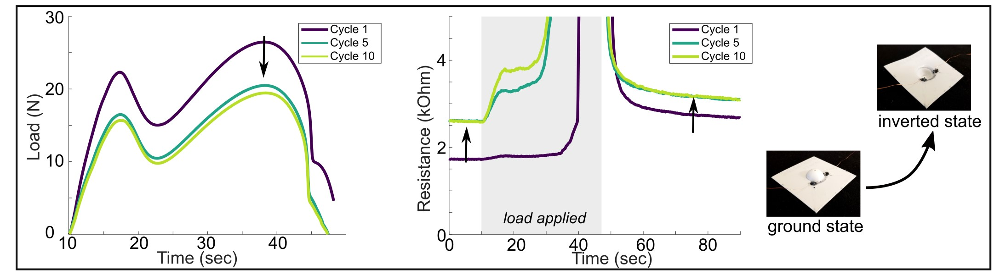 30
20
10
0
10
20
30
40
Load (N)
Time (sec)
Cycle 1
Cycle 5
Cycle 10
4
2
0
0
20
40
60
80
Resistance (kOhm)
Time (sec)
load applied
Cycle 1
Cycle 5
Cycle 10
inverted state
ground state